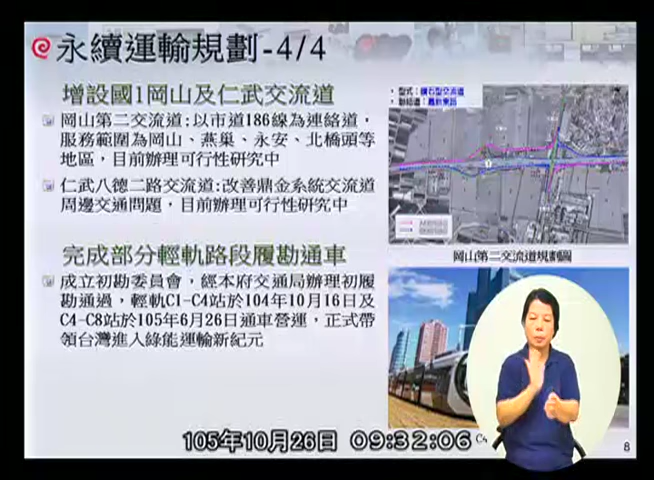 永續運輸規劃-4/4
增設國1岡山及仁武交流道
岡山第二交流道:以市道186線為連絡道,
服務範圍為岡山、燕巢、永安、北橋頭等
地區,目前辦理可行性研究中
仁武八德二路交流道:改善鼎金系統交流道
周邊交通問題,目前辦理可行性研究中
完成部分輕軌路段履勘通車
成立初勘委員會,經本府交通局辦理初履
勘通過,輕軌C1-C4站於104年10月16日及
C4-C8站於105年6月26日通車營運,正式帶
領台灣進入綠能運輸新紀元
岡山第二交流道規劃圖
C4
8
105年10月26日 09:32:06